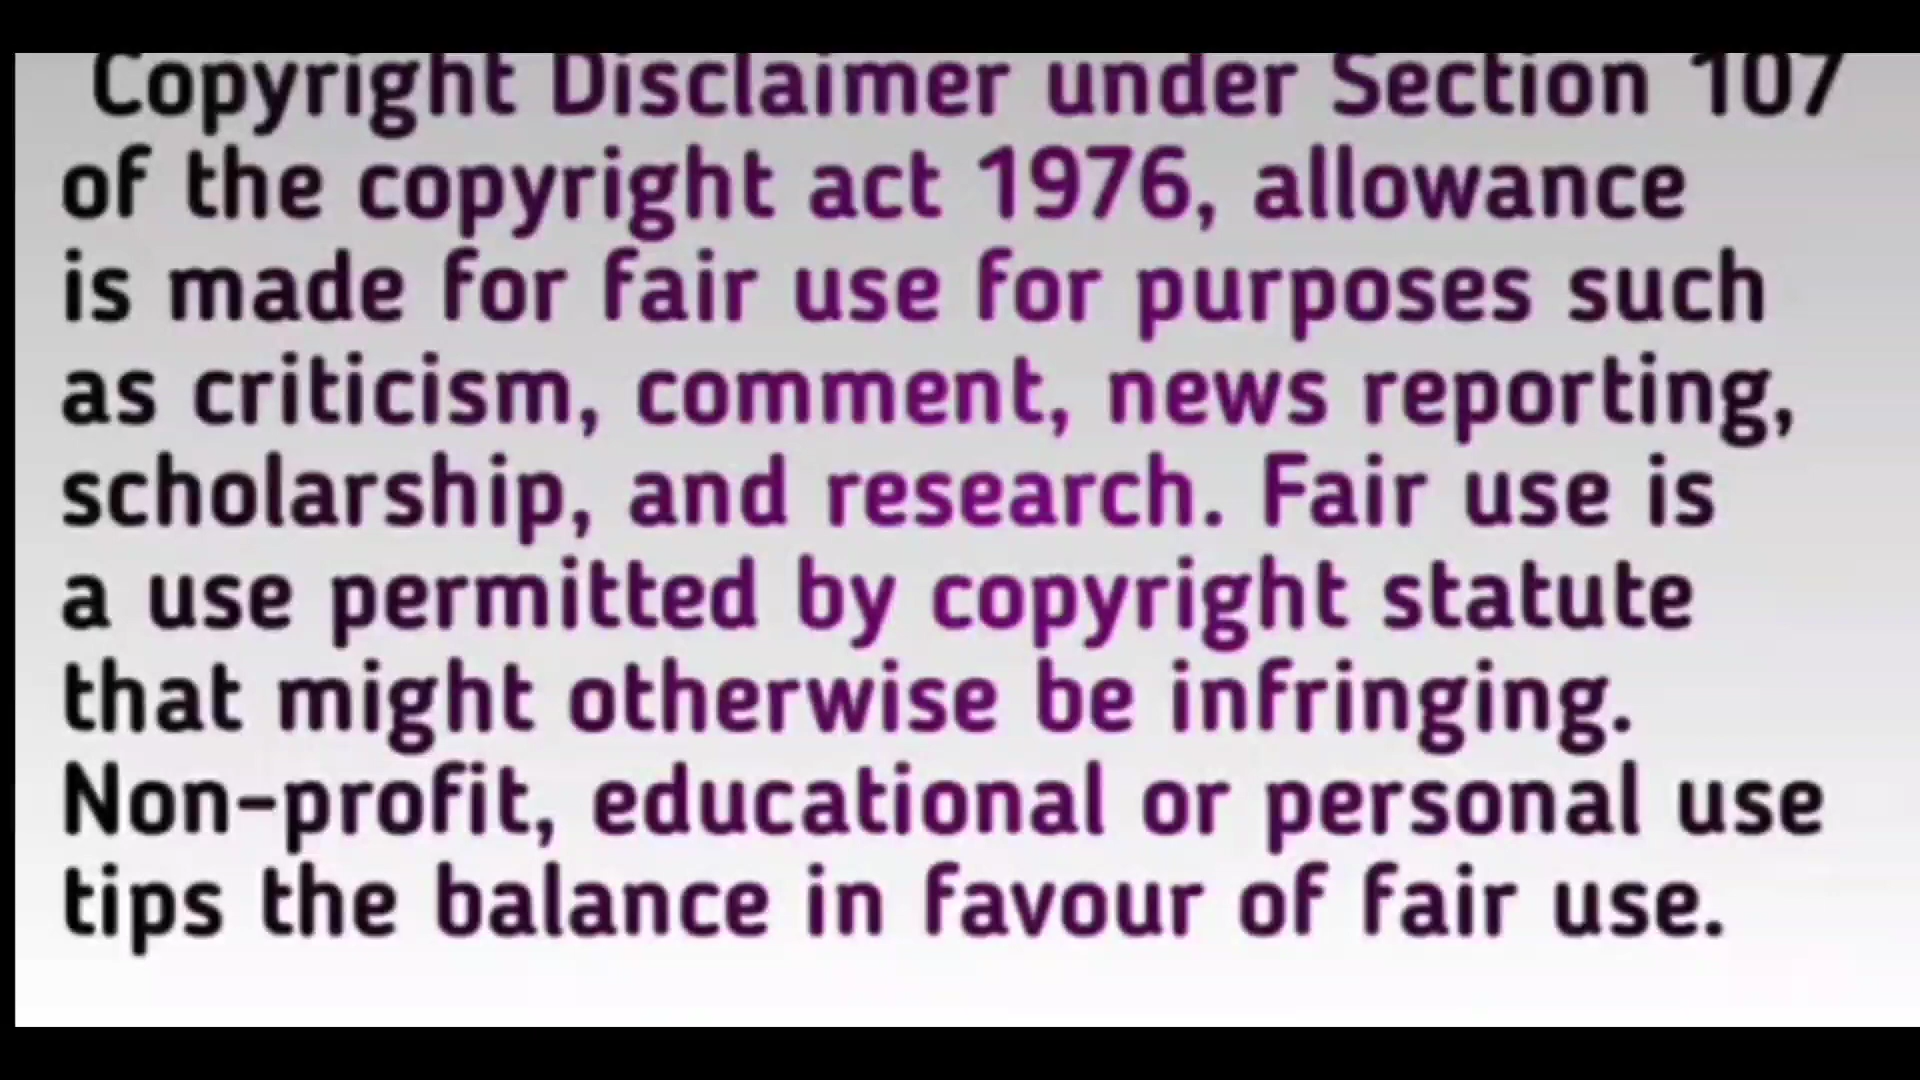 Copyright Disclaimer under Section 107
of the copyright act 1976, allowance
is made for fair use for purposes such
as criticism, comment, news reporting,
scholarship, and research. Fair use is
a use permitted by copyright statute
that might otherwise be infringing.
Non-profit, educational or personal use
tips the balance in favour of fair use.